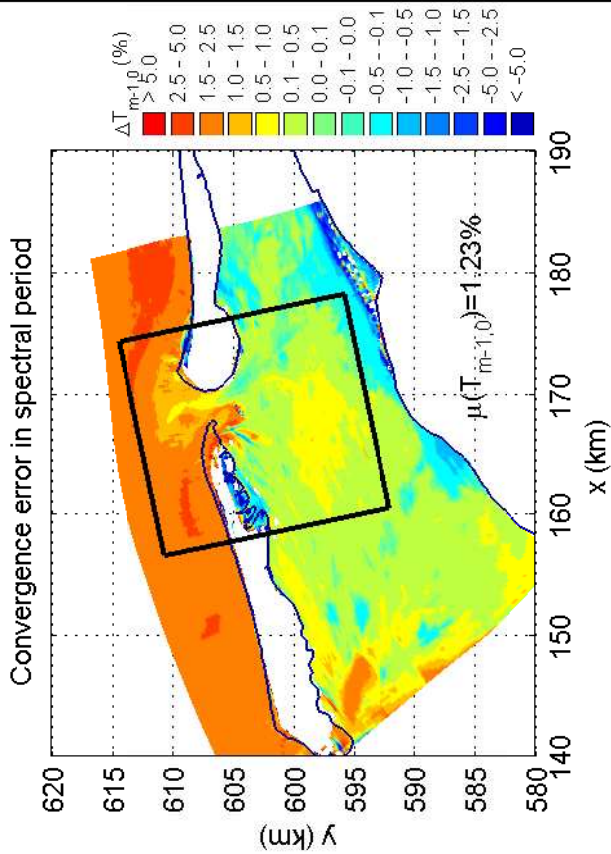 Convergence error in spectral period
y (km)
620
615
610
605
600
595
590
585
580
140
150
160
170
180
190
x (km)
μ(T_{m-1,0})=1.23%
ΔT_{m-1,0} (%)
> 5.0
2.5 - 5.0
1.5 - 2.5
1.0 - 1.5
0.5 - 1.0
0.1 - 0.5
0.0 - 0.1
-0.1 - 0.0
-0.5 - -0.1
-1.0 - -0.5
-1.5 - -1.0
-2.5 - -1.5
-5.0 - -2.5
< -5.0